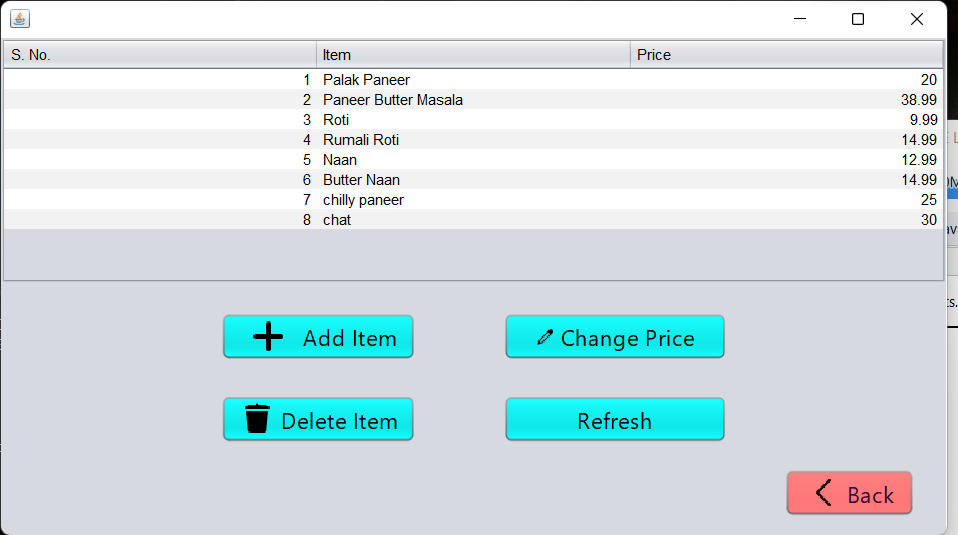 S. No. Item Price
1 Palak Paneer 20
2 Paneer Butter Masala 38.99
3 Roti 9.99
4 Rumali Roti 14.99
5 Naan 12.99
6 Butter Naan 14.99
7 chilly paneer 25
8 chat 30
Add Item Change Price
Delete Item Refresh
Back